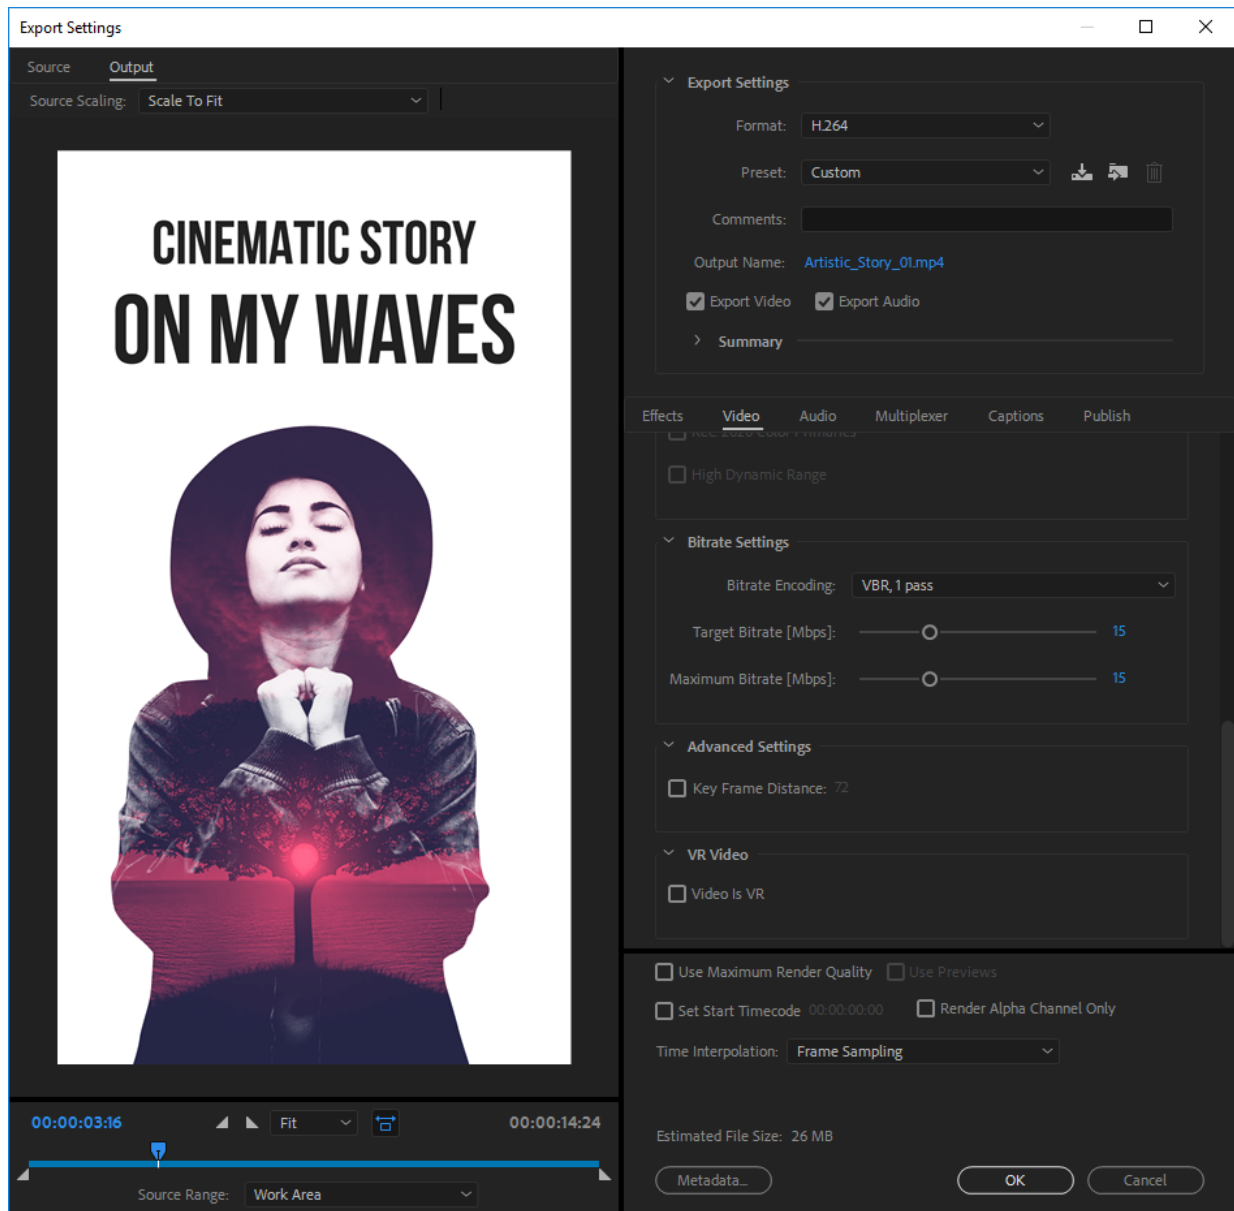 Export Settings
Source Output
Source Scaling: Scale To Fit
CINEMATIC STORY
ON MY WAVES
00:00:03:16 Fit 00:00:14:24
Source Range: Work Area
Export Settings
Format: H.264
Preset: Custom
Comments:
Output Name: Artistic_Story_01.mp4
Export Video Export Audio
Summary
Effects Video Audio Multiplexer Captions Publish
Rec. 2020 Color Primaries
High Dynamic Range
Bitrate Settings
Bitrate Encoding: VBR, 1 pass
Target Bitrate [Mbps]: 15
Maximum Bitrate [Mbps]: 15
Advanced Settings
Key Frame Distance: 72
VR Video
Video Is VR
Use Maximum Render Quality Use Previews
Set Start Timecode 00:00:00:00 Render Alpha Channel Only
Time Interpolation: Frame Sampling
Estimated File Size: 26 MB
Metadata... OK Cancel